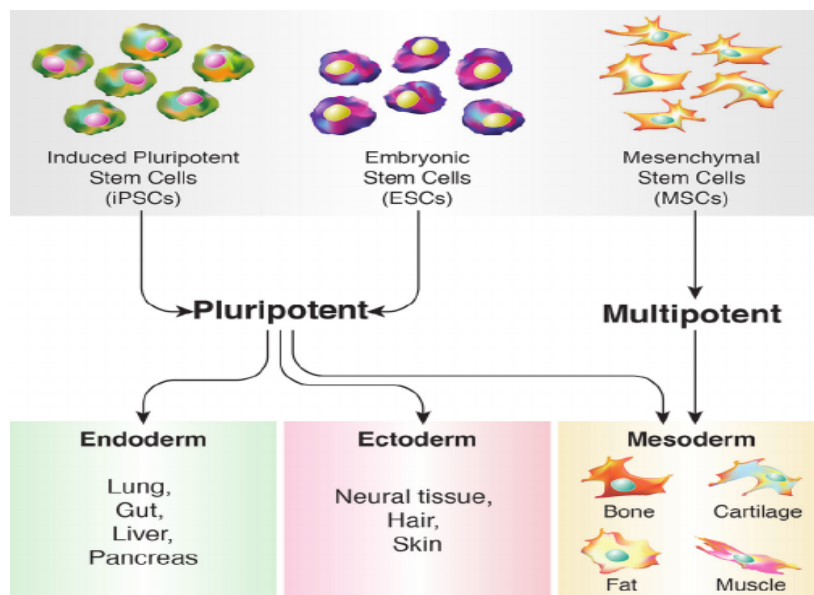 Induced Pluripotent
Stem Cells
(iPSCs)
Embryonic
Stem Cells
(ESCs)
Mesenchymal
Stem Cells
(MSCs)
Pluripotent
Multipotent
Endoderm
Lung,
Gut,
Liver,
Pancreas
Ectoderm
Neural tissue,
Hair,
Skin
Mesoderm
Bone
Cartilage
Fat
Muscle